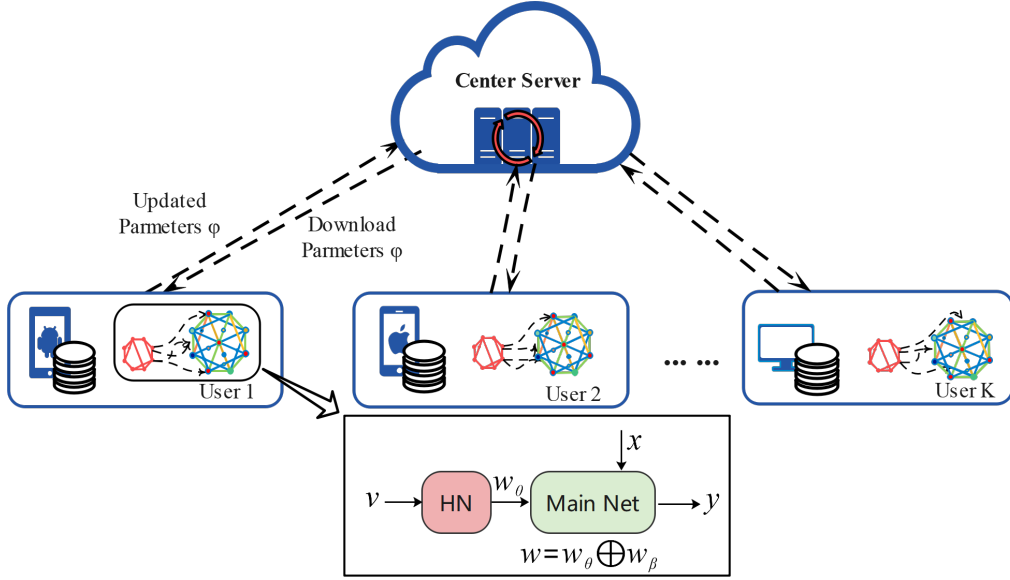 Center Server
Updated
Parmeters φ
Download
Parmeters φ
User 1
User 2
... ...
User K
x
v
HN
w_θ
Main Net
y
w=w_θ⊕w_β